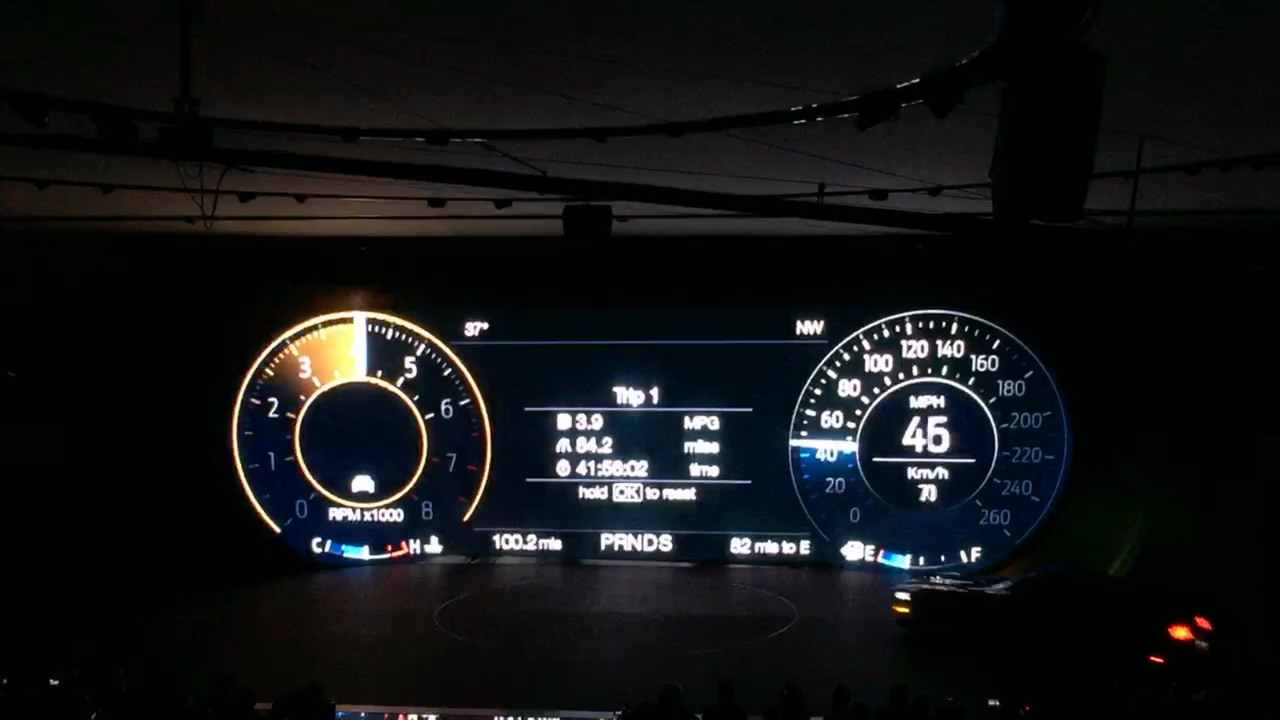 37° NW
Trip 1
3.9 MPG
84.2 miles
41:56:02 time
hold OK to reset
100.2 mls PRNDS 82 mls to E
0 1 2 3 5 6 7 8
RPM x1000
C H
0 20 40 60 80 100 120 140 160 180 200 220 240 260
MPH
Km/h
70
E F